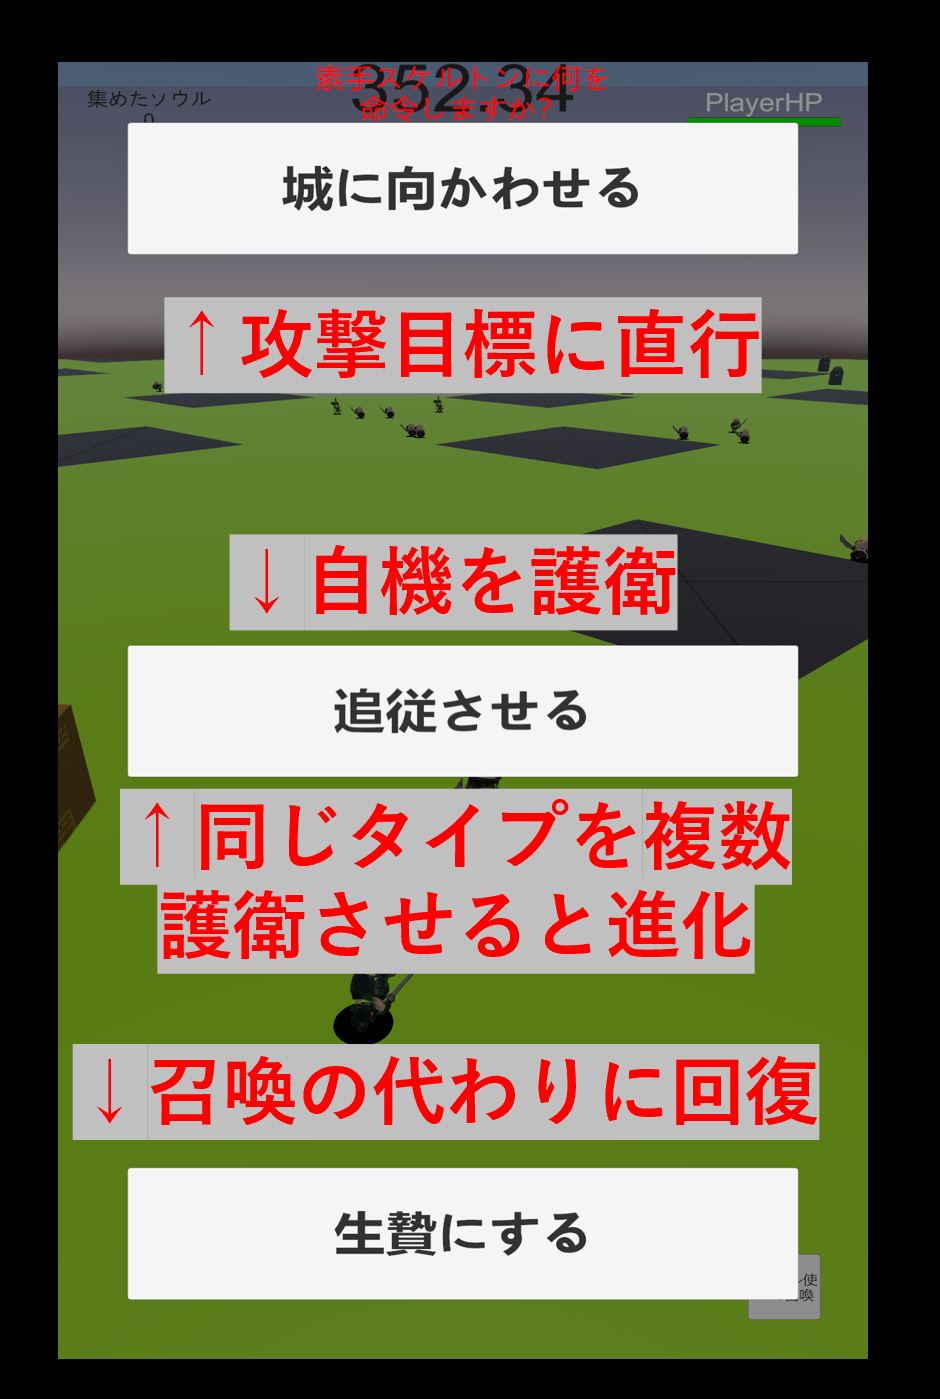 素手スケルトンに何を
命令しますか?
352.34
集めたソウル
0
PlayerHP
城に向かわせる
↑攻撃目標に直行
↓自機を護衛
追従させる
↑同じタイプを複数
護衛させると進化
↓召喚の代わりに回復
生贄にする
使
喚